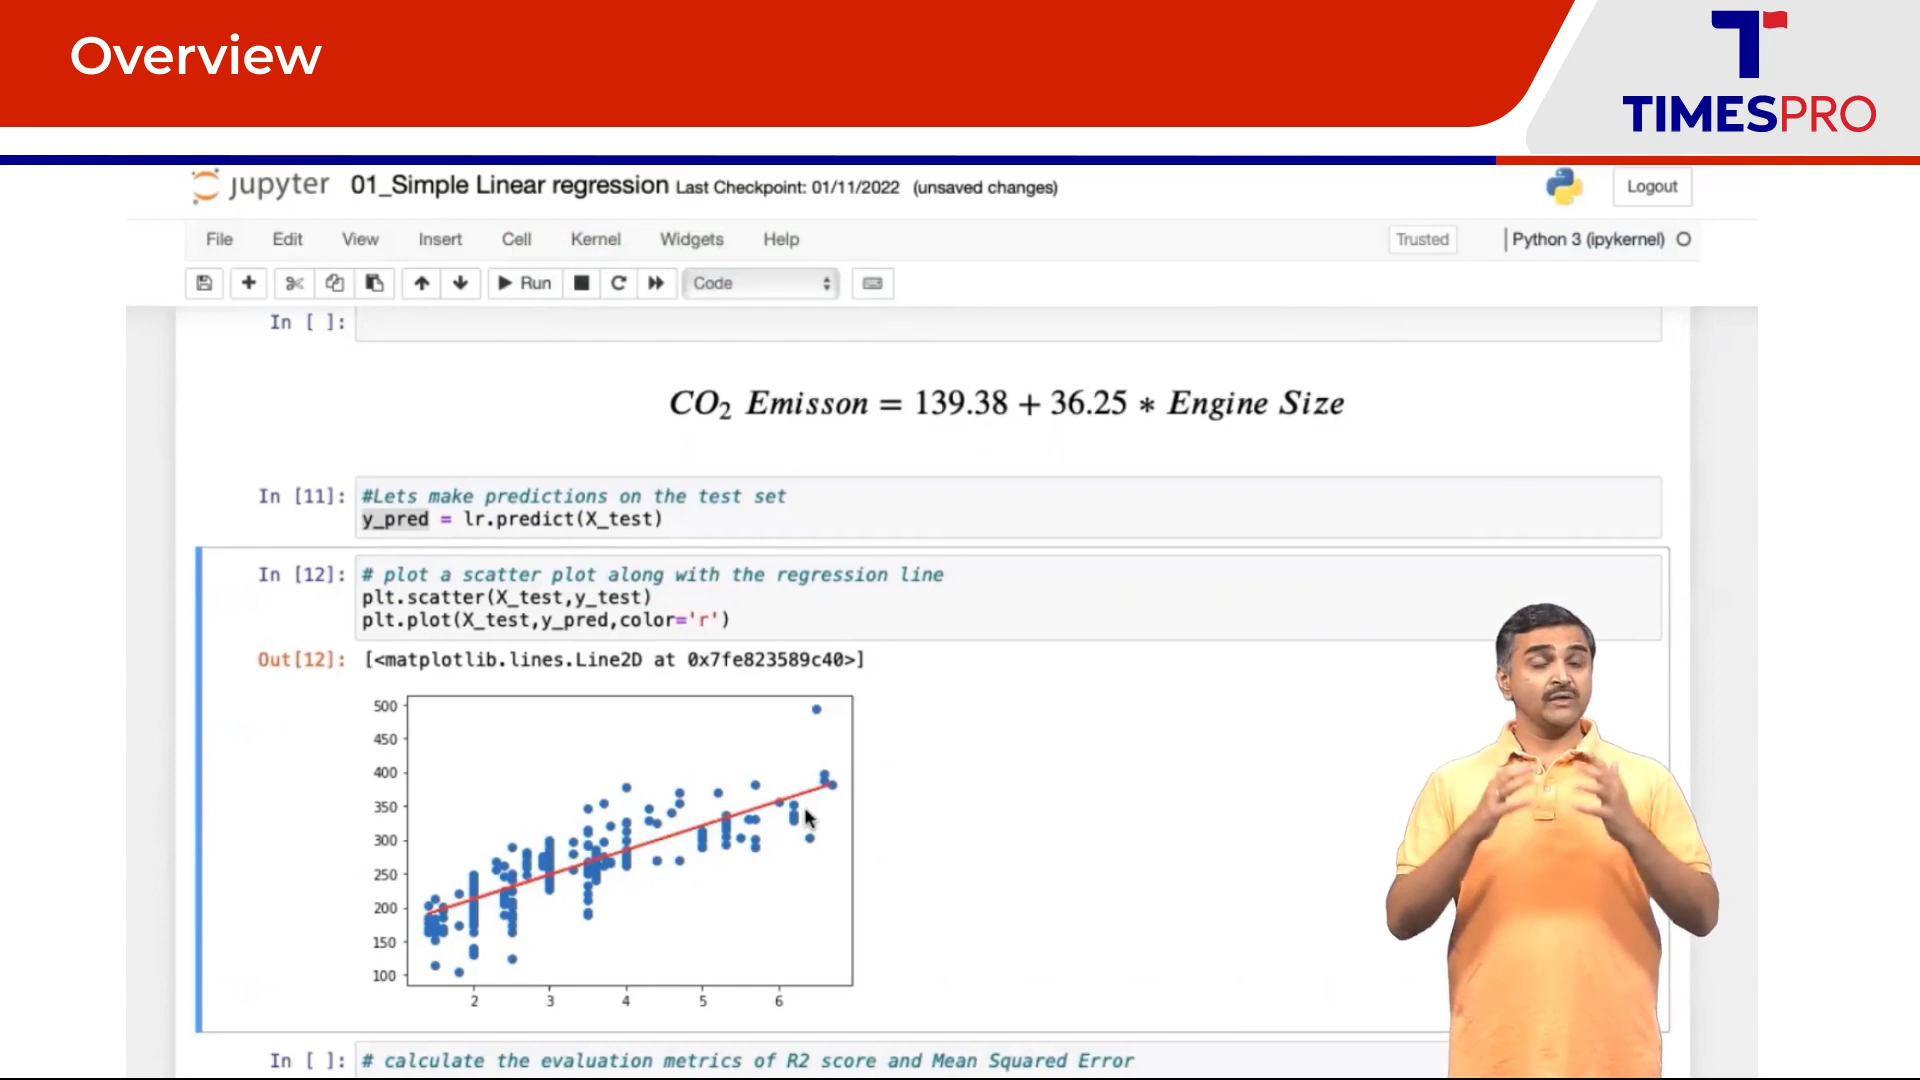 Overview
TIMESPRO
jupyter 01_Simple Linear regression Last Checkpoint: 01/11/2022 (unsaved changes)
Logout
File Edit View Insert Cell Kernel Widgets Help
Trusted
Python 3 (ipykernel)
Run
Code
In [ ]:
CO₂ Emisson = 139.38 + 36.25 * Engine Size
In [11]: #Lets make predictions on the test set
y_pred = lr.predict(X_test)
In [12]: # plot a scatter plot along with the regression line
plt.scatter(X_test,y_test)
plt.plot(X_test,y_pred,color='r')
Out[12]: [<matplotlib.lines.Line2D at 0x7fe823589c40>]
500
450
400
350
300
250
200
150
100
2 3 4 5 6
In [ ]: # calculate the evaluation metrics of R2 score and Mean Squared Error